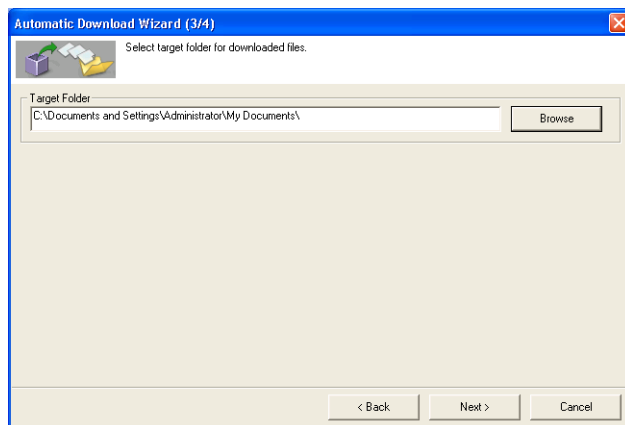 Automatic Download Wizard (3/4)
Select target folder for downloaded files.
Target Folder
C:\Documents and Settings\Administrator\My Documents\
Browse
< Back
Next >
Cancel